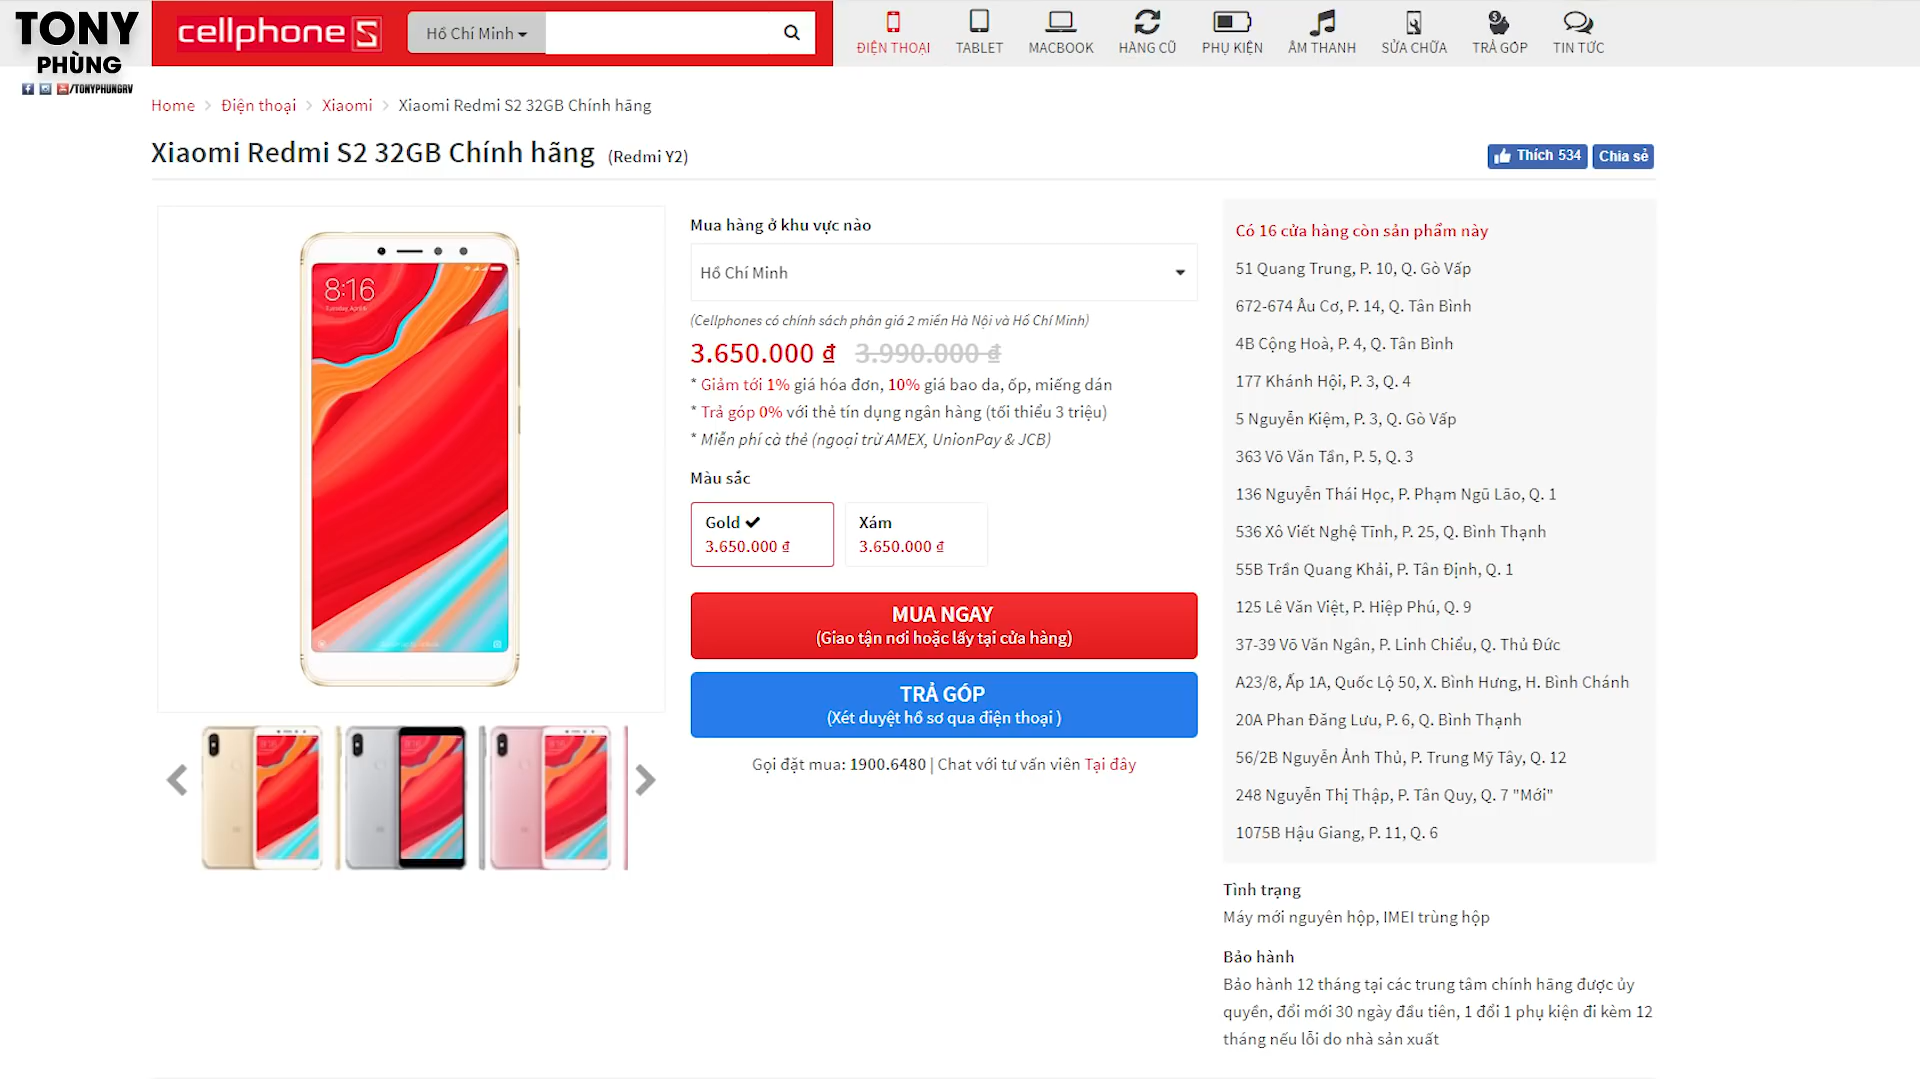 TONY
PHÙNG
/TONYPHUNGRV
cellphone S
Hồ Chí Minh
ĐIỆN THOẠI
TABLET
MACBOOK
HÀNG CŨ
PHỤ KIỆN
ÂM THANH
SỬA CHỮA
TRẢ GÓP
TIN TỨC
Home > Điện thoại > Xiaomi > Xiaomi Redmi S2 32GB Chính hãng
Xiaomi Redmi S2 32GB Chính hãng (Redmi Y2)
Thích 534
Chia sẻ
8:16
Mua hàng ở khu vực nào
Hồ Chí Minh
(Cellphones có chính sách phân giá 2 miền Hà Nội và Hồ Chí Minh)
3.650.000 ₫ 3.990.000 ₫
* Giảm tới 1% giá hóa đơn, 10% giá bao da, ốp, miếng dán
* Trả góp 0% với thẻ tín dụng ngân hàng (tối thiểu 3 triệu)
* Miễn phí cà thẻ (ngoại trừ AMEX, UnionPay & JCB)
Màu sắc
Gold
3.650.000 ₫
Xám
3.650.000 ₫
MUA NGAY
(Giao tận nơi hoặc lấy tại cửa hàng)
TRẢ GÓP
(Xét duyệt hồ sơ qua điện thoại )
Gọi đặt mua: 1900.6480 | Chat với tư vấn viên Tại đây
Có 16 cửa hàng còn sản phẩm này
51 Quang Trung, P. 10, Q. Gò Vấp
672-674 Âu Cơ, P. 14, Q. Tân Bình
4B Cộng Hoà, P. 4, Q. Tân Bình
177 Khánh Hội, P. 3, Q. 4
5 Nguyễn Kiệm, P. 3, Q. Gò Vấp
363 Võ Văn Tần, P. 5, Q. 3
136 Nguyễn Thái Học, P. Phạm Ngũ Lão, Q. 1
536 Xô Viết Nghệ Tĩnh, P. 25, Q. Bình Thạnh
55B Trần Quang Khải, P. Tân Định, Q. 1
125 Lê Văn Việt, P. Hiệp Phú, Q. 9
37-39 Võ Văn Ngân, P. Linh Chiểu, Q. Thủ Đức
A23/8, Ấp 1A, Quốc Lộ 50, X. Bình Hưng, H. Bình Chánh
20A Phan Đăng Lưu, P. 6, Q. Bình Thạnh
56/2B Nguyễn Ảnh Thủ, P. Trung Mỹ Tây, Q. 12
248 Nguyễn Thị Thập, P. Tân Quy, Q. 7 "Mới"
1075B Hậu Giang, P. 11, Q. 6
Tình trạng
Máy mới nguyên hộp, IMEI trùng hộp
Bảo hành
Bảo hành 12 tháng tại các trung tâm chính hãng được ủy
quyền, đổi mới 30 ngày đầu tiên, 1 đổi 1 phụ kiện đi kèm 12
tháng nếu lỗi do nhà sản xuất